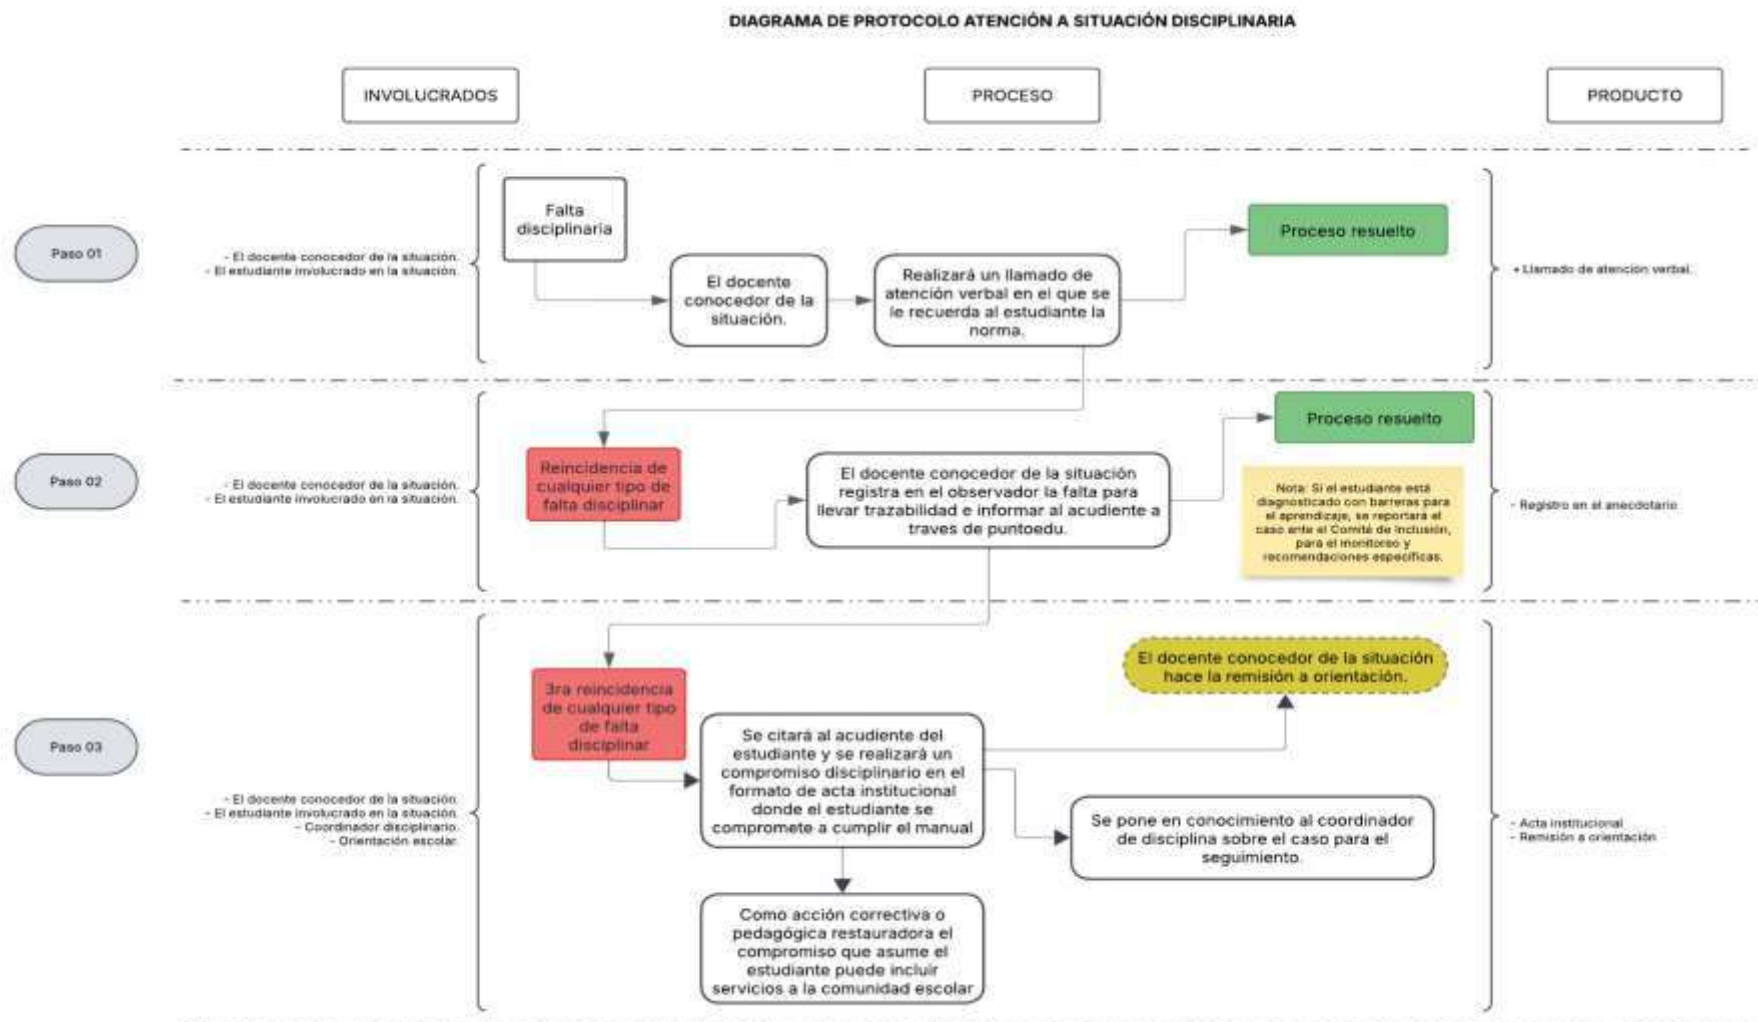 DIAGRAMA DE PROTOCOLO ATENCIÓN A SITUACIÓN DISCIPLINARIA
INVOLUCRADOS
PROCESO
PRODUCTO
Paso 01
- El docente conocedor de la situación.
- El estudiante involucrado en la situación.
Falta
disciplinaria
El docente
conocedor de la
situación.
Realizará un llamado de
atención verbal en el que se
le recuerda al estudiante la
norma.
Proceso resuelto
+ Llamado de atención verbal.
Paso 02
- El docente conocedor de la situación.
- El estudiante involucrado en la situación.
Reincidencia de
cualquier tipo de
falta disciplinar
El docente conocedor de la situación
registra en el observador la falta para
llevar trazabilidad e informar al acudiente a
traves de puntoedu.
Proceso resuelto
Nota: Si el estudiante está
diagnosticado con barreras para
el aprendizaje, se reportará el
caso ante el Comité de Inclusión,
para el monitoreo y
recomendaciones específicas.
- Registro en el anecdotario
Paso 03
- El docente conocedor de la situación.
- El estudiante involucrado en la situación.
- Coordinador disciplinario.
- Orientación escolar.
3ra reincidencia
de cualquier tipo
de falta
disciplinar
Se citará al acudiente del
estudiante y se realizará un
compromiso disciplinario en el
formato de acta institucional
donde el estudiante se
compromete a cumplir el manual
El docente conocedor de la situación
hace la remisión a orientación.
Se pone en conocimiento al coordinador
de disciplina sobre el caso para el
seguimiento.
Como acción correctiva o
pedagógica restauradora el
compromiso que asume el
estudiante puede incluir
servicios a la comunidad escolar
- Acta institucional
- Remisión a orientación